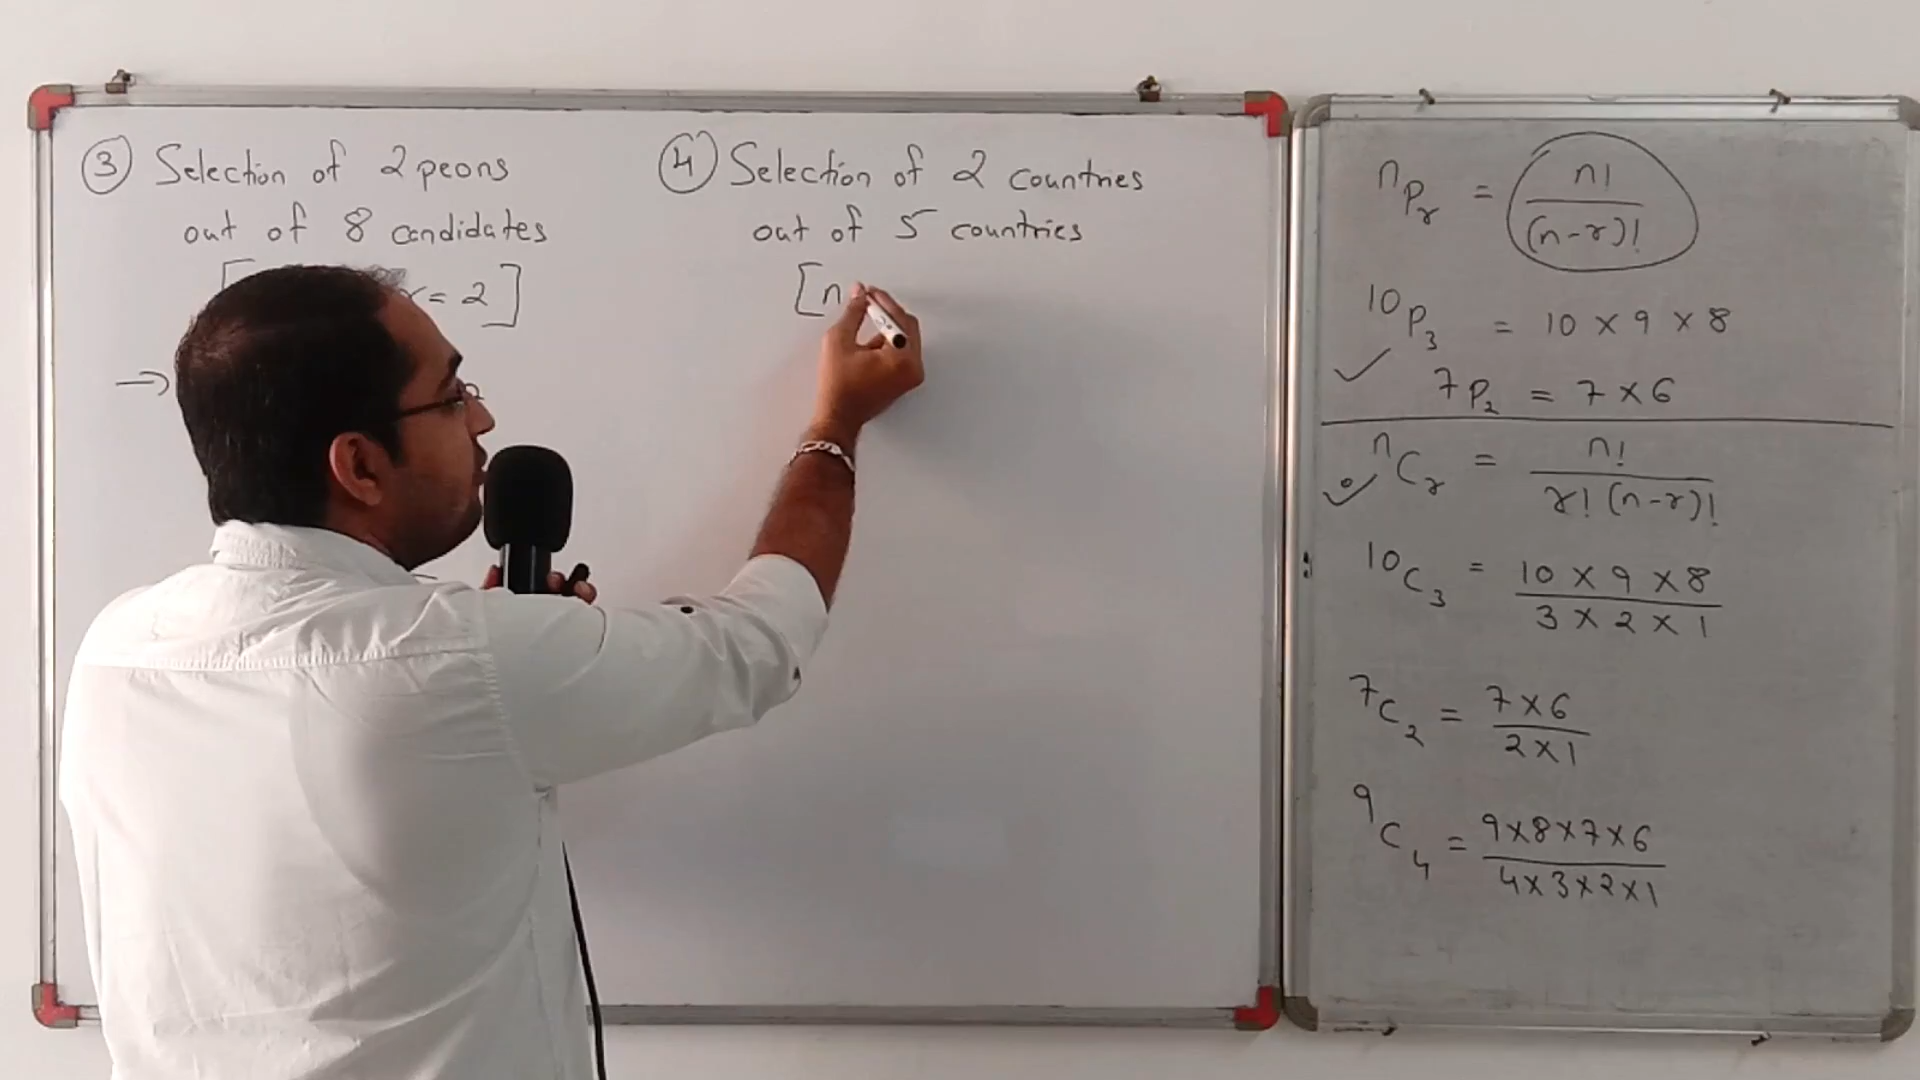 ③ Selection of 2 peons
out of 8 candidates
[ r = 2 ]
→ 2
④ Selection of 2 countries
out of 5 countries
[n
ⁿPᵣ = n! / (n-r)!
¹⁰P₃ = 10 × 9 × 8
✓ ⁷P₂ = 7 × 6
✓ ⁿCᵣ = n! / r! (n-r)!
¹⁰C₃ = 10 × 9 × 8 / 3 × 2 × 1
⁷C₂ = 7 × 6 / 2 × 1
⁹C₄ = 9×8×7×6 / 4×3×2×1